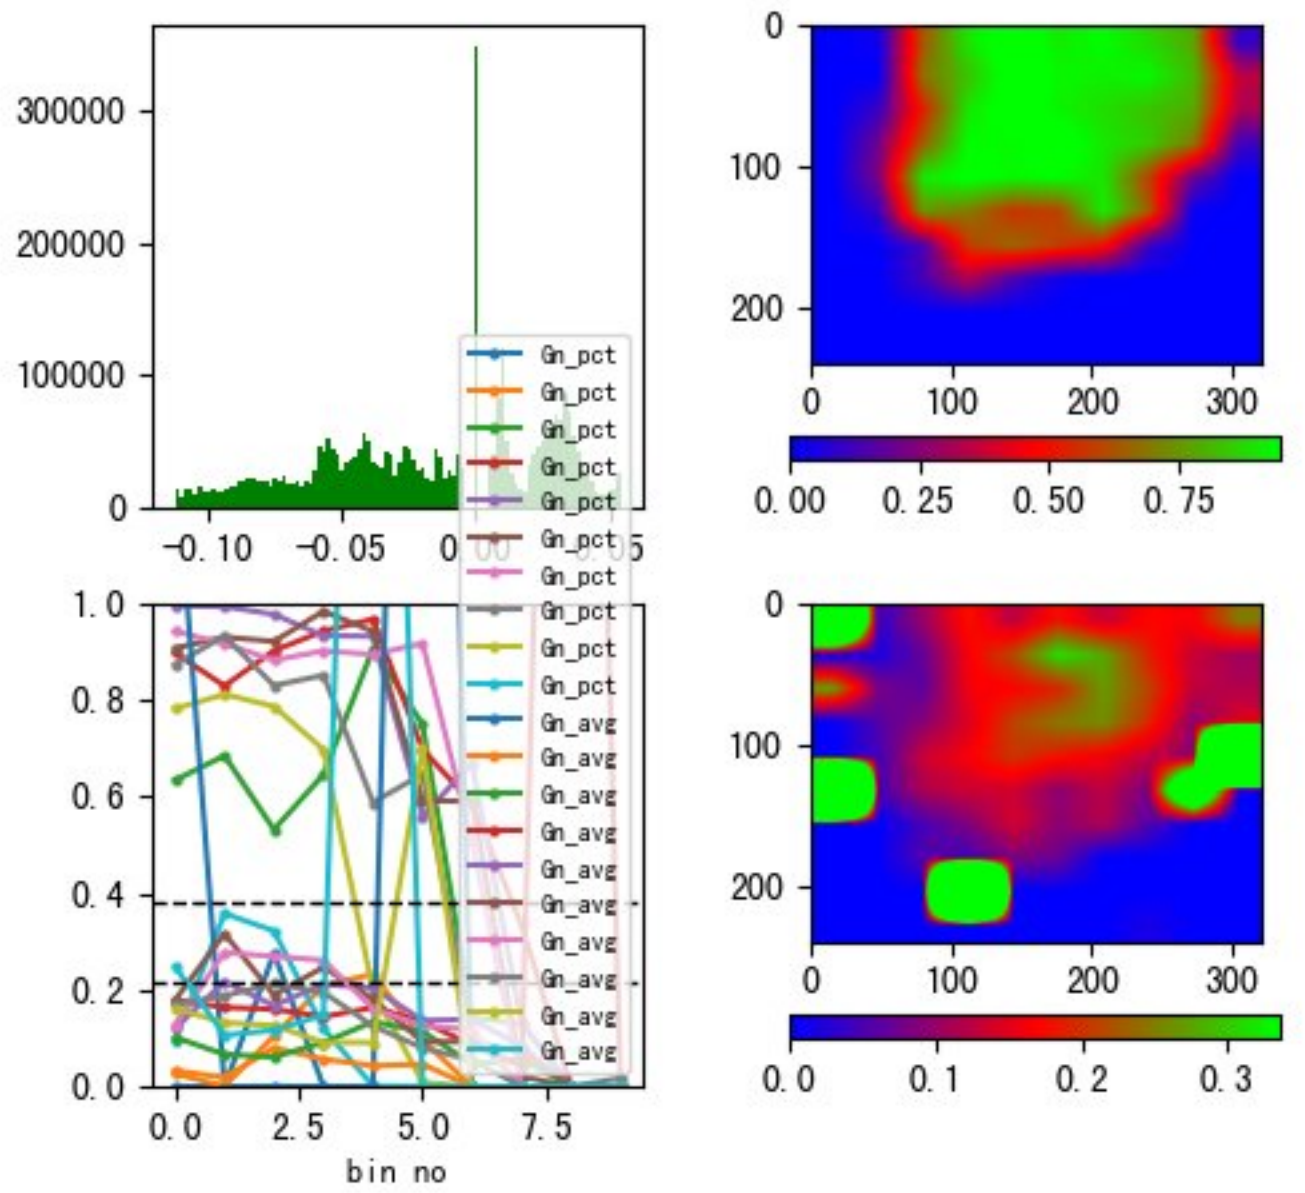 300000
200000
100000
0
-0.10 -0.05 0.00 0.05
0
100
200
0 100 200 300
0.00 0.25 0.50 0.75
Gn_pct
Gn_pct
Gn_pct
Gn_pct
Gn_pct
Gn_pct
Gn_pct
Gn_pct
Gn_pct
Gn_pct
Gn_avg
Gn_avg
Gn_avg
Gn_avg
Gn_avg
Gn_avg
Gn_avg
Gn_avg
Gn_avg
Gn_avg
1.0
0.8
0.6
0.4
0.2
0.0
0.0 2.5 5.0 7.5
bin no
0
100
200
0 100 200 300
0.0 0.1 0.2 0.3